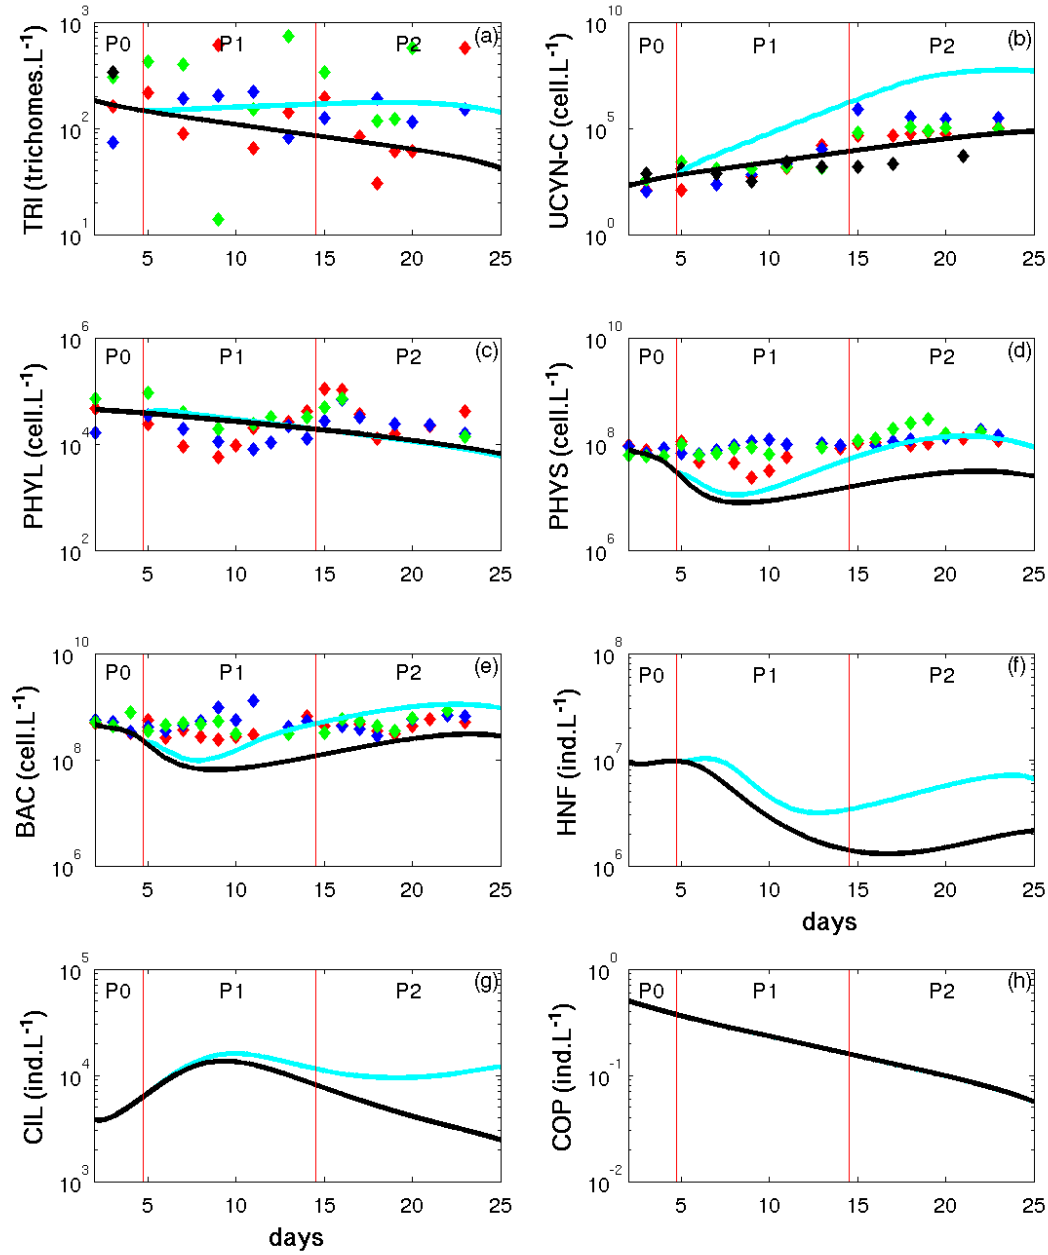 TRI (trichomes.L⁻¹)
10³
10²
10¹
P0
P1
P2
(a)
5 10 15 20 25
UCYN-C (cell.L⁻¹)
10¹⁰
10⁵
10⁰
P0
P1
P2
(b)
5 10 15 20 25
PHYL (cell.L⁻¹)
10⁶
10⁴
10²
P0
P1
P2
(c)
5 10 15 20 25
PHYS (cell.L⁻¹)
10¹⁰
10⁸
10⁶
P0
P1
P2
(d)
5 10 15 20 25
BAC (cell.L⁻¹)
10¹⁰
10⁸
10⁶
P0
P1
P2
(e)
5 10 15 20 25
HNF (ind.L⁻¹)
10⁸
10⁷
10⁶
P0
P1
P2
(f)
5 10 15 20 25
days
CIL (ind.L⁻¹)
10⁵
10⁴
10³
P0
P1
P2
(g)
5 10 15 20 25
days
COP (ind.L⁻¹)
10⁰
10⁻¹
10⁻²
P0
P1
P2
(h)
5 10 15 20 25